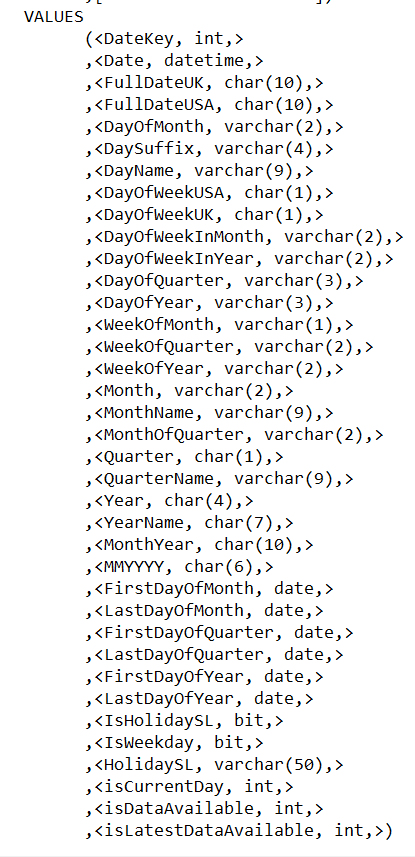 VALUES
(<DateKey, int,>
,<Date, datetime,>
,<FullDateUK, char(10),>
,<FullDateUSA, char(10),>
,<DayOfMonth, varchar(2),>
,<DaySuffix, varchar(4),>
,<DayName, varchar(9),>
,<DayOfWeekUSA, char(1),>
,<DayOfWeekUK, char(1),>
,<DayOfWeekInMonth, varchar(2),>
,<DayOfWeekInYear, varchar(2),>
,<DayOfQuarter, varchar(3),>
,<DayOfYear, varchar(3),>
,<WeekOfMonth, varchar(1),>
,<WeekOfQuarter, varchar(2),>
,<WeekOfYear, varchar(2),>
,<Month, varchar(2),>
,<MonthName, varchar(9),>
,<MonthOfQuarter, varchar(2),>
,<Quarter, char(1),>
,<QuarterName, varchar(9),>
,<Year, char(4),>
,<YearName, char(7),>
,<MonthYear, char(10),>
,<MMYYYY, char(6),>
,<FirstDayOfMonth, date,>
,<LastDayOfMonth, date,>
,<FirstDayOfQuarter, date,>
,<LastDayOfQuarter, date,>
,<FirstDayOfYear, date,>
,<LastDayOfYear, date,>
,<IsHolidaySL, bit,>
,<IsWeekday, bit,>
,<HolidaySL, varchar(50),>
,<isCurrentDay, int,>
,<isDataAvailable, int,>
,<isLatestDataAvailable, int,>)